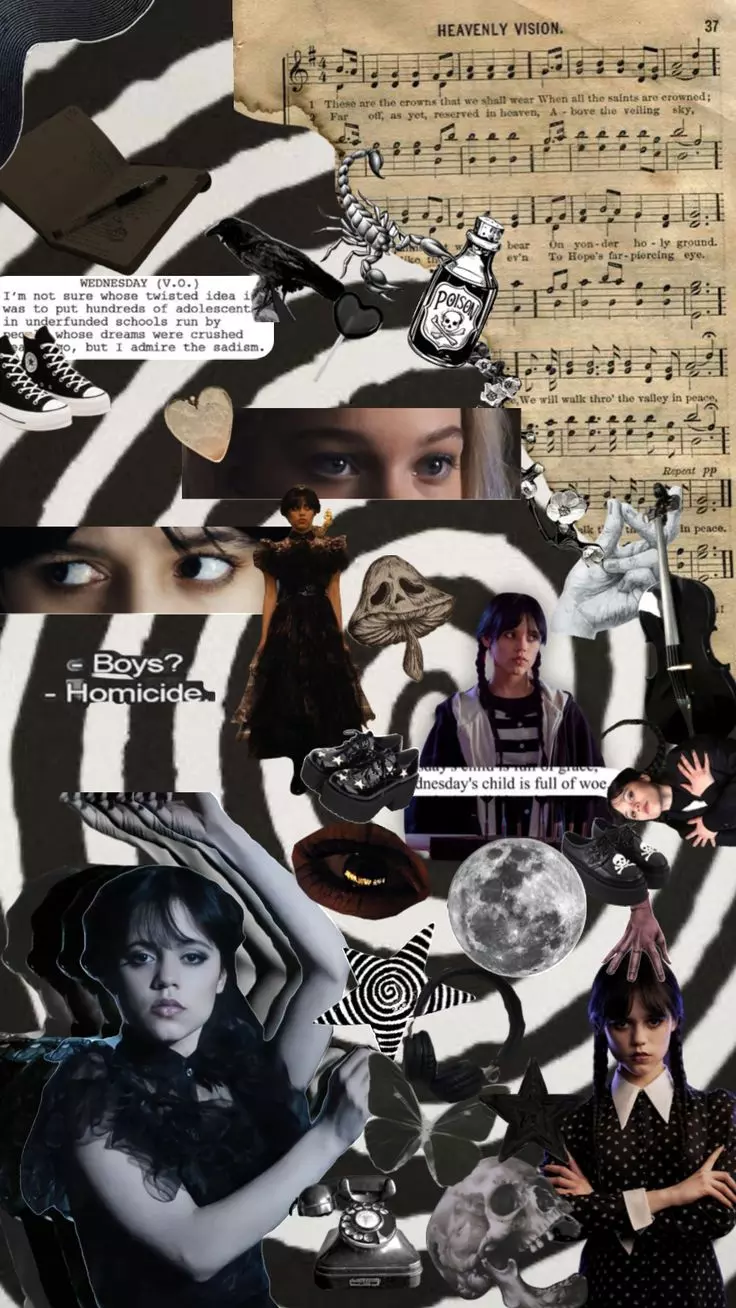 HEAVENLY VISION.
37
1 These are the crowns that we shall wear When all the saints are crowned;
2 Far off, as yet, reserved in heaven, A - bove the veiling sky,
bear On yon - der ho - ly ground.
ev'n To Hope's far - piercing eye.
POISON
WEDNESDAY (V.O.)
I'm not sure whose twisted idea i
was to put hundreds of adolescent
in underfunded schools run by
whose dreams were crushed
but I admire the sadism.
We will walk thro' the valley in peace,
Repeat pp
in peace.
- Boys?
- Homicide.
day's child is full of grace,
dnesday's child is full of woe